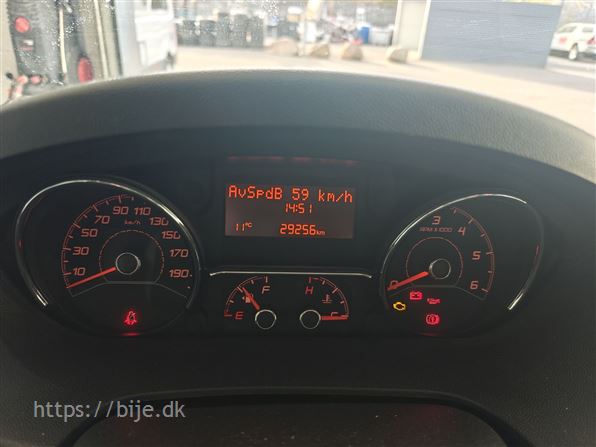 AvSpdB 59 km/h
14:51
11°C 29256km
10 30 50 70 90 110 130 150 170 190
km/h
E F
H C
RPM X 1000
0 3 4 5 6
https://bije.dk